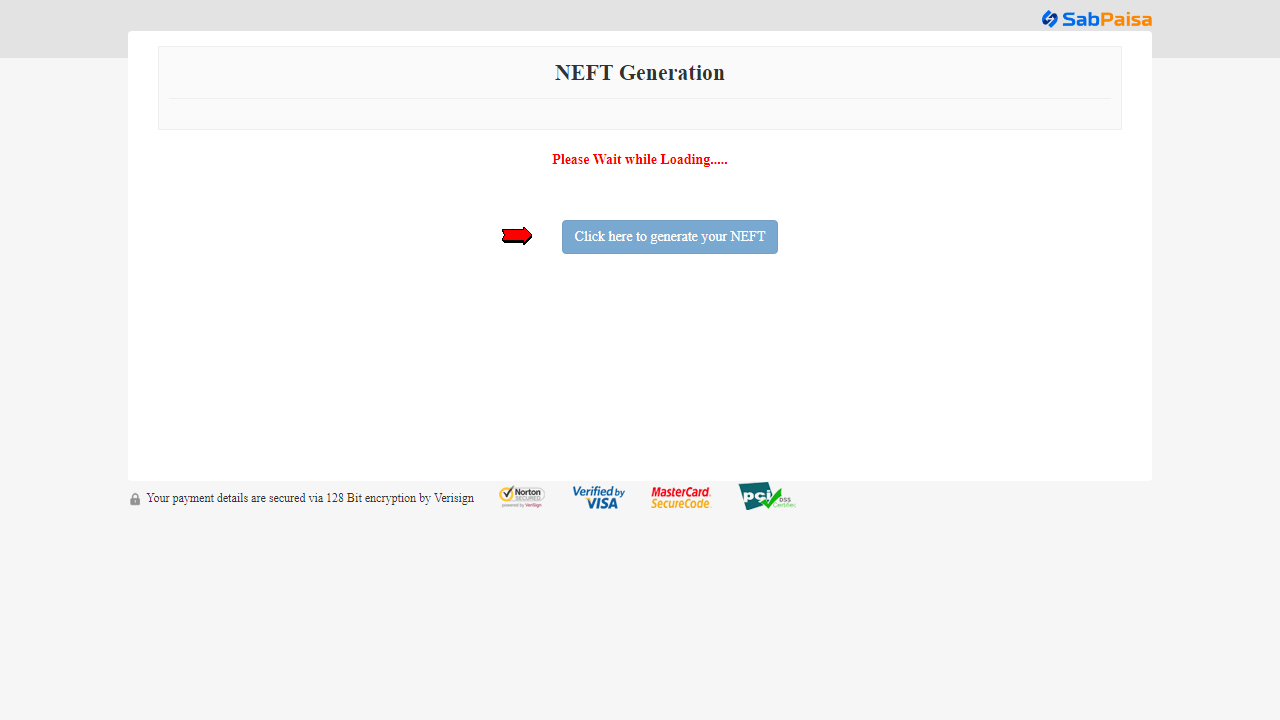 SabPaisa
NEFT Generation
Please Wait while Loading.....
Click here to generate your NEFT
Your payment details are secured via 128 Bit encryption by Verisign
Norton
SECURED
powered by VeriSign
Verified by
VISA
MasterCard.
SecureCode.
pci
DSS
Certified